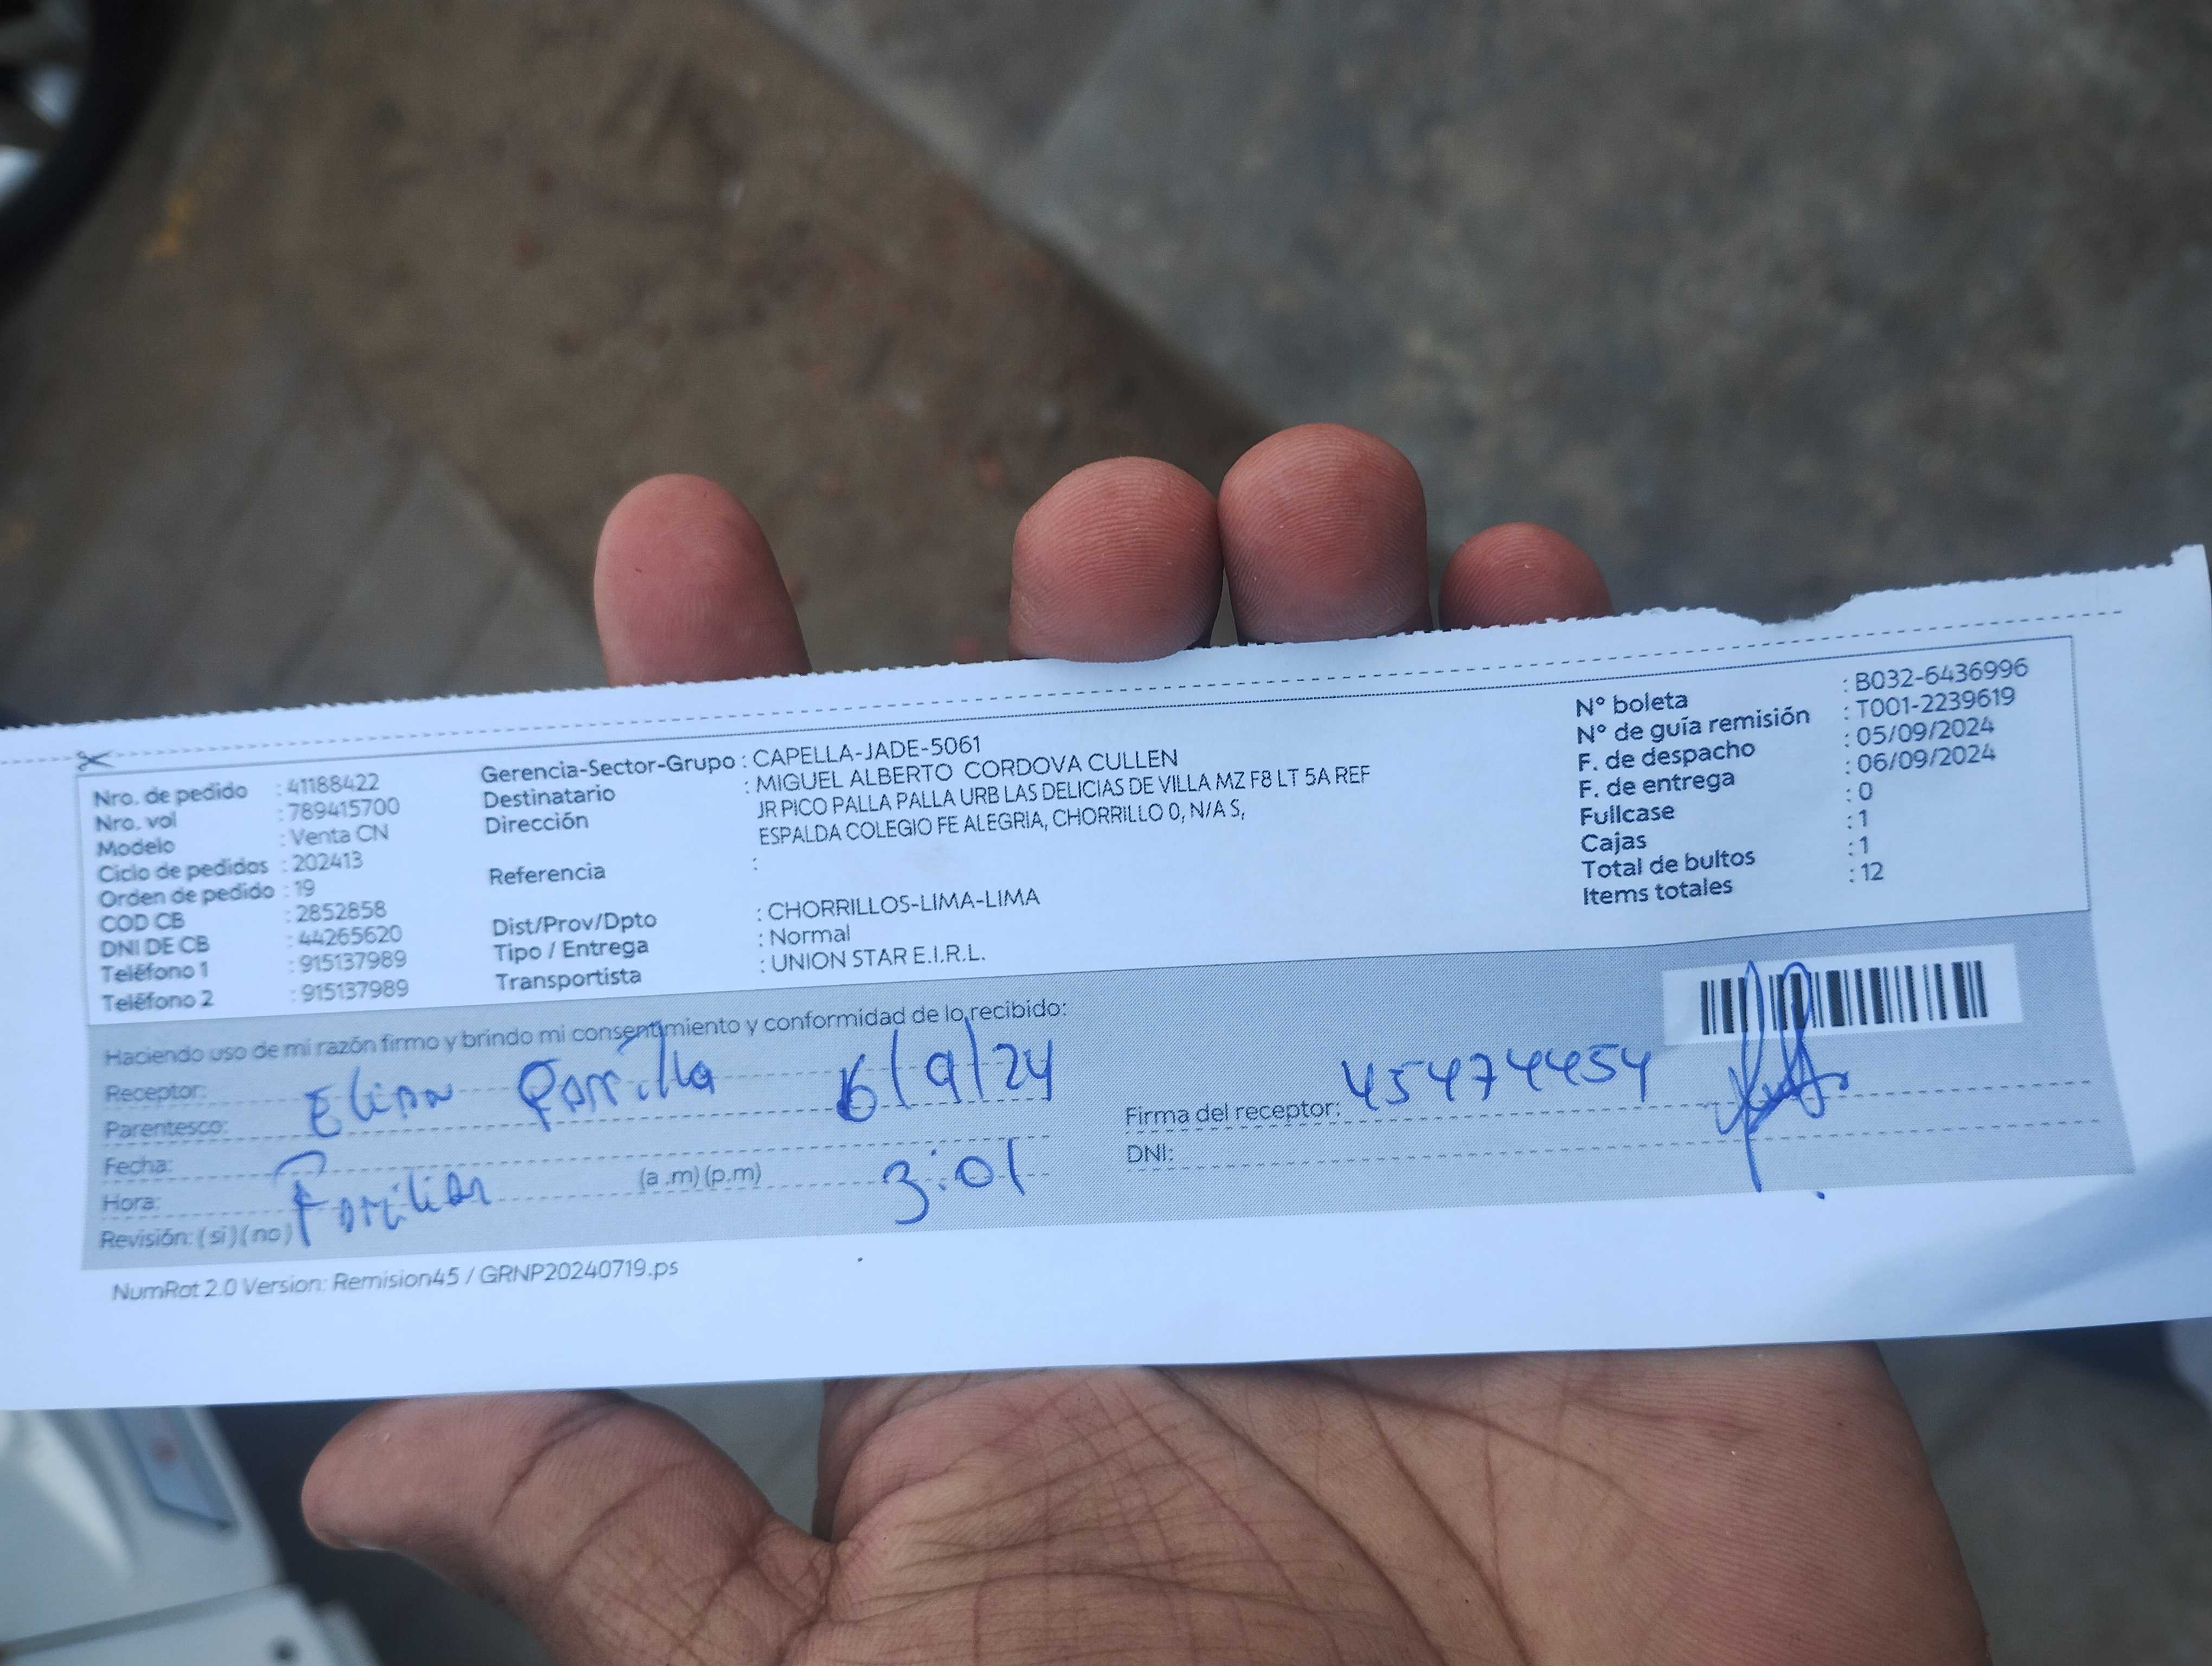 Nro. de pedido : 41188422
Nro. vol : 789415700
Modelo : Venta CN
Ciclo de pedidos : 202413
Orden de pedido : 19
COD CB : 2852858
DNI DE CB : 44265620
Teléfono 1 : 915137989
Teléfono 2 : 915137989
Gerencia-Sector-Grupo : CAPELLA-JADE-5061
Destinatario : MIGUEL ALBERTO CORDOVA CULLEN
Dirección JR PICO PALLA PALLA URB LAS DELICIAS DE VILLA MZ F8 LT 5A REF
ESPALDA COLEGIO FE ALEGRIA, CHORRILLO 0, N/A S,
Referencia :
Dist/Prov/Dpto : CHORRILLOS-LIMA-LIMA
Tipo / Entrega : Normal
Transportista : UNION STAR E.I.R.L.
N° boleta : B032-6436996
N° de guía remisión : T001-2239619
F. de despacho : 05/09/2024
F. de entrega : 06/09/2024
Fullcase : 0
Cajas : 1
Total de bultos : 1
Items totales : 12
Haciendo uso de mi razón firmo y brindo mi consentimiento y conformidad de lo recibido:
Receptor:
Parentesco: 6/9/24
Fecha:
Hora: Familiar (a .m) (p.m) 3:01
Revisión: (si) (no)
Firma del receptor: 45474454
DNI:
NumRot 2.0 Version: Remision45 / GRNP20240719.ps